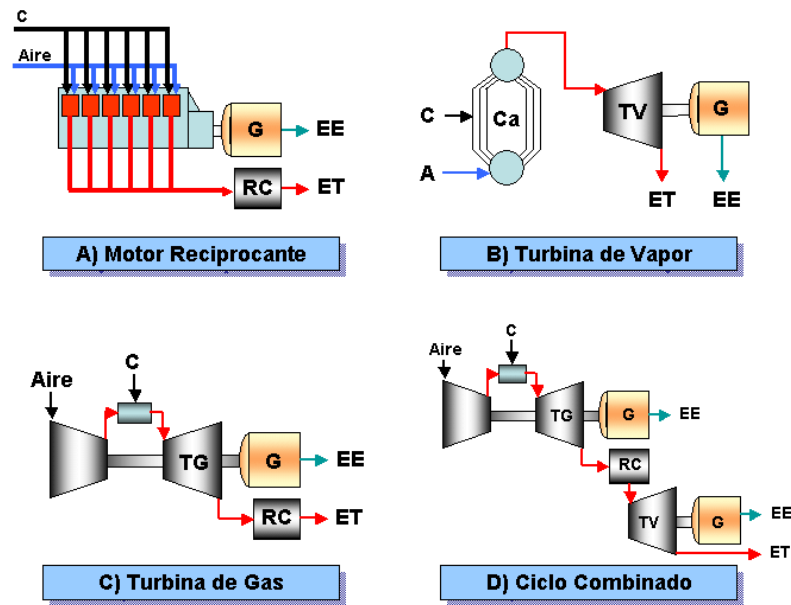 C
Aire
G
EE
RC
ET
A) Motor Reciprocante
C
Ca
A
TV
G
ET
EE
B) Turbina de Vapor
C
Aire
TG
G
EE
RC
ET
C) Turbina de Gas
C
Aire
TG
G
EE
RC
TV
G
EE
ET
D) Ciclo Combinado